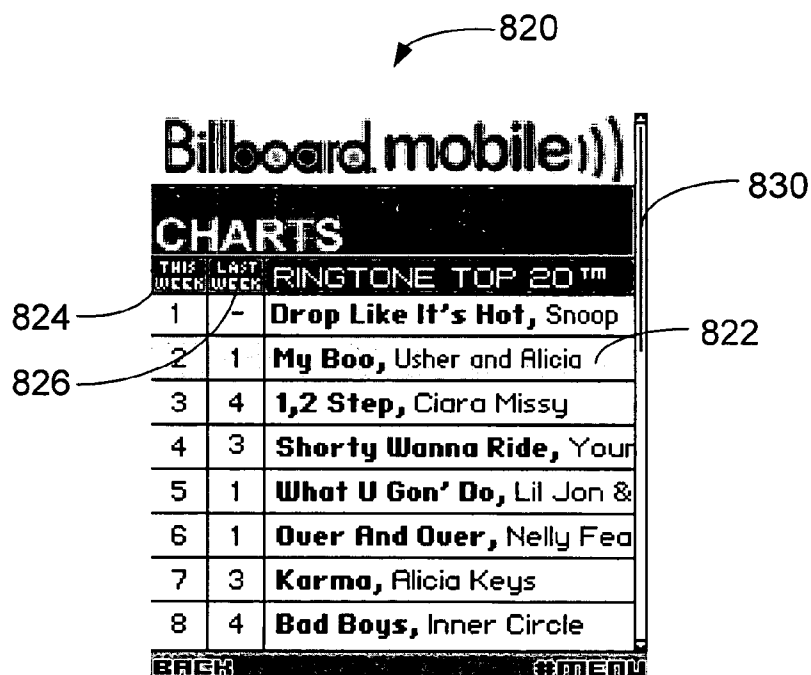 820
Billboard mobile
830
CHARTS
THIS WEEK LAST WEEK RINGTONE TOP 20™
824
1 - Drop Like It's Hot, Snoop
822
2 1 My Boo, Usher and Alicia
826
3 4 1,2 Step, Ciara Missy
4 3 Shorty Wanna Ride, Your
5 1 What U Gon' Do, Lil Jon &
6 1 Over And Over, Nelly Fea
7 3 Karma, Alicia Keys
8 4 Bad Boys, Inner Circle
BACK #MENU